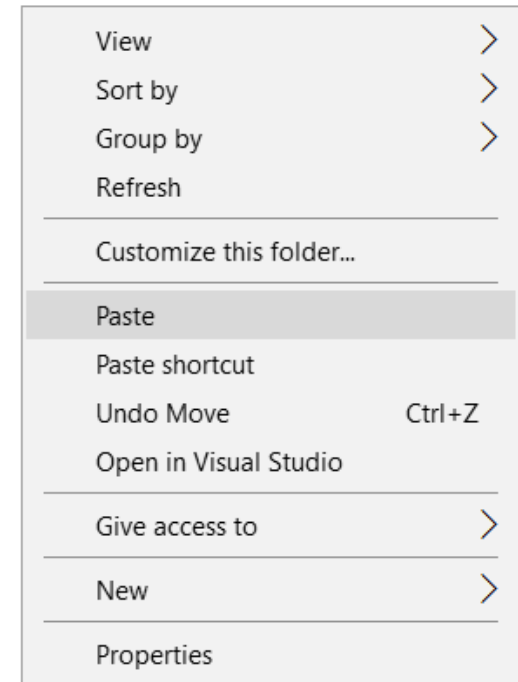 View
Sort by
Group by
Refresh
Customize this folder...
Paste
Paste shortcut
Undo Move Ctrl+Z
Open in Visual Studio
Give access to
New
Properties